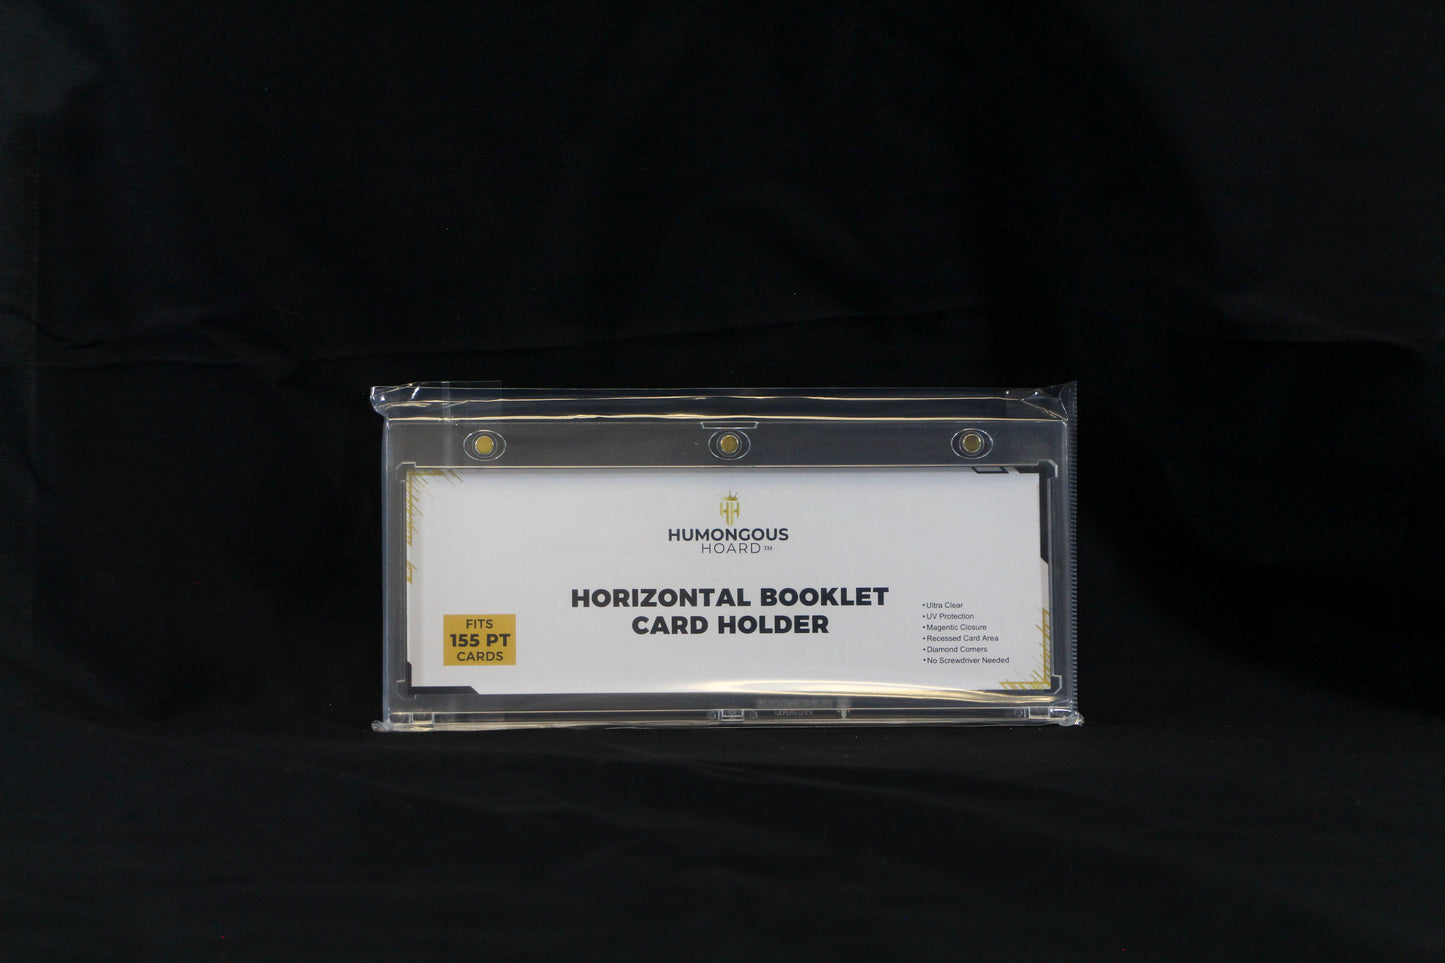 HH
HUMONGOUS
HOARD™
HORIZONTAL BOOKLET
CARD HOLDER
FITS
155 PT
CARDS
• Ultra Clear
• UV Protection
• Magentic Closure
• Recessed Card Area
• Diamond Corners
• No Screwdriver Needed